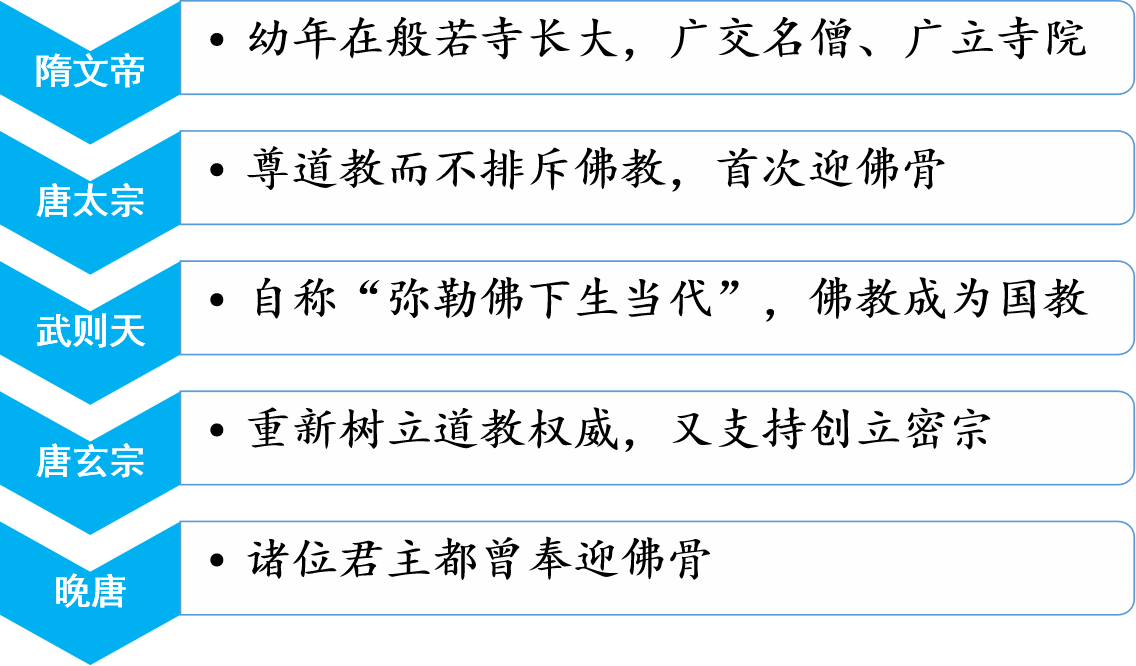 隋文帝
• 幼年在般若寺长大，广交名僧、广立寺院
唐太宗
• 尊道教而不排斥佛教，首次迎佛骨
武则天
• 自称“弥勒佛下生当代”，佛教成为国教
唐玄宗
• 重新树立道教权威，又支持创立密宗
晚唐
• 诸位君主都曾奉迎佛骨